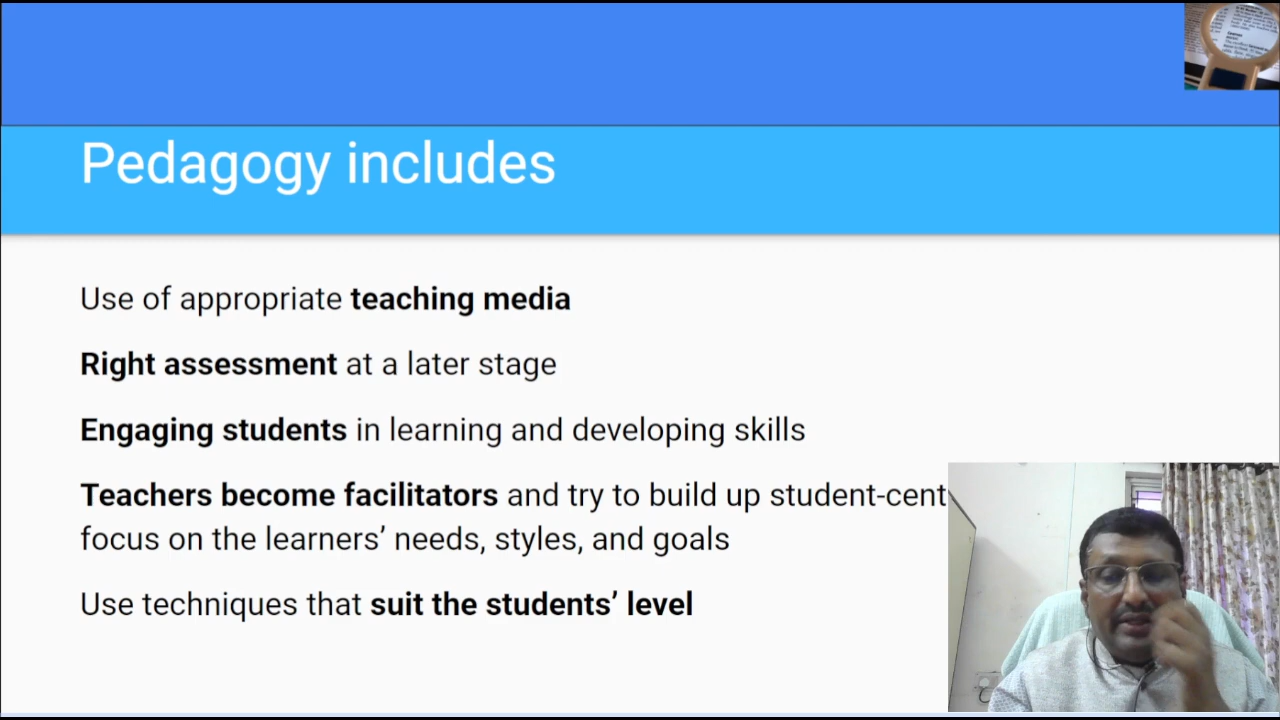 Pedagogy includes
Use of appropriate teaching media
Right assessment at a later stage
Engaging students in learning and developing skills
Teachers become facilitators and try to build up student-cent
focus on the learners’ needs, styles, and goals
Use techniques that suit the students’ level